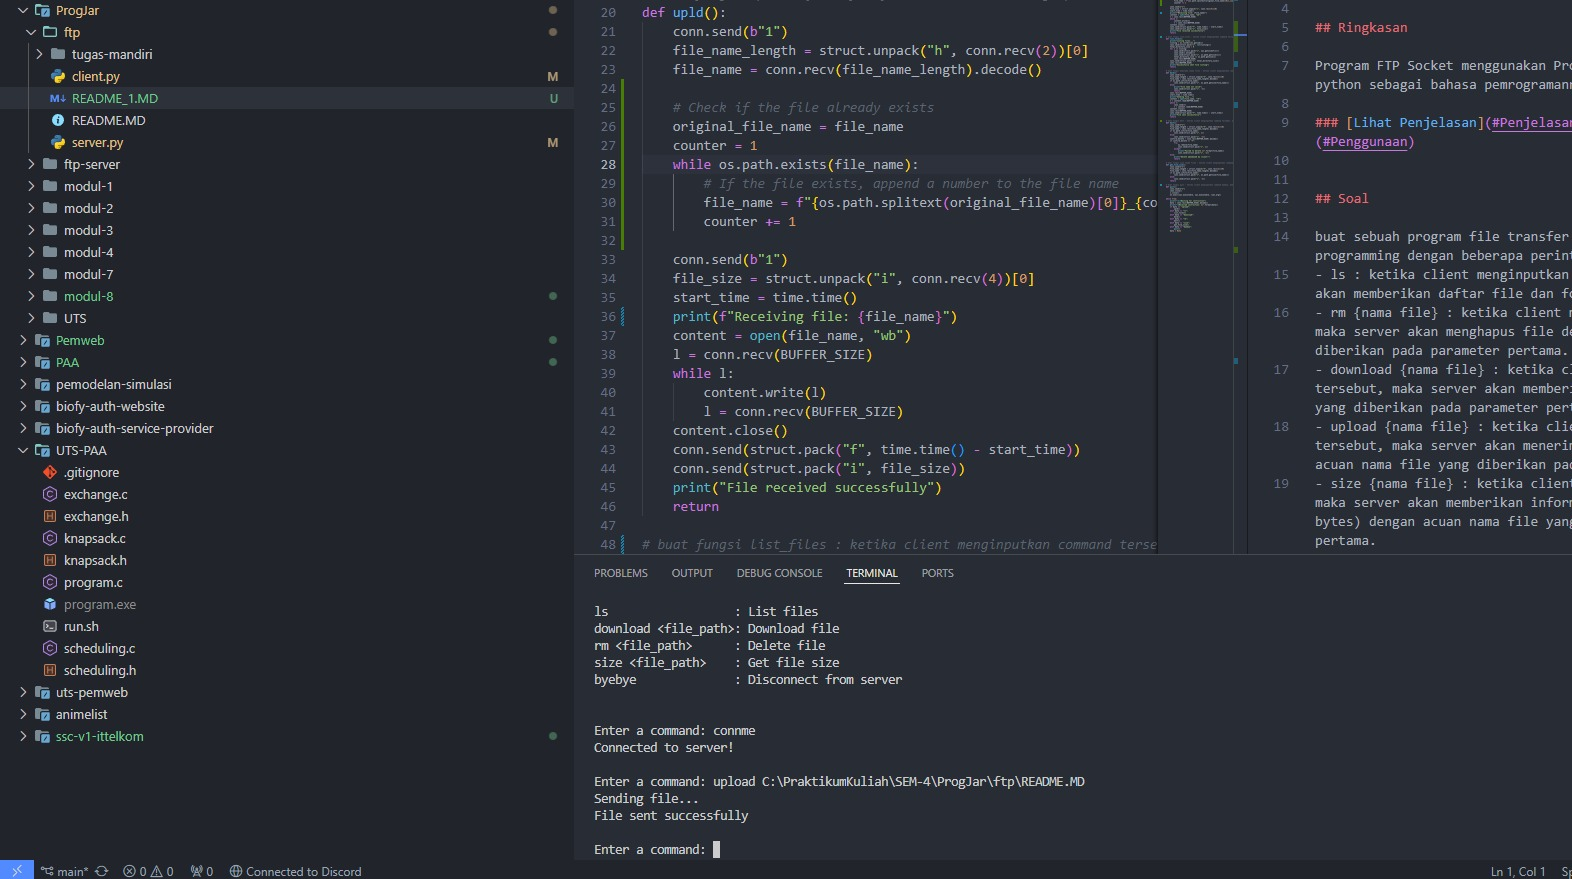 ProgJar
ftp
tugas-mandiri
client.py M
README_1.MD U
README.MD
server.py M
ftp-server
modul-1
modul-2
modul-3
modul-4
modul-7
modul-8
UTS
Pemweb
PAA
pemodelan-simulasi
biofy-auth-website
biofy-auth-service-provider
UTS-PAA
.gitignore
exchange.c
exchange.h
knapsack.c
knapsack.h
program.c
program.exe
run.sh
scheduling.c
scheduling.h
uts-pemweb
animelist
ssc-v1-ittelkom
20 def upld():
21 conn.send(b"1")
22 file_name_length = struct.unpack("h", conn.recv(2))[0]
23 file_name = conn.recv(file_name_length).decode()
24
25 # Check if the file already exists
26 original_file_name = file_name
27 counter = 1
28 while os.path.exists(file_name):
29 # If the file exists, append a number to the file name
30 file_name = f"{os.path.splitext(original_file_name)[0]}_{co
31 counter += 1
32
33 conn.send(b"1")
34 file_size = struct.unpack("i", conn.recv(4))[0]
35 start_time = time.time()
36 print(f"Receiving file: {file_name}")
37 content = open(file_name, "wb")
38 l = conn.recv(BUFFER_SIZE)
39 while l:
40 content.write(l)
41 l = conn.recv(BUFFER_SIZE)
42 content.close()
43 conn.send(struct.pack("f", time.time() - start_time))
44 conn.send(struct.pack("i", file_size))
45 print("File received successfully")
46 return
47
48 # buat fungsi list_files : ketika client menginputkan command terse
4
5 ## Ringkasan
6
7 Program FTP Socket menggunakan Pro
python sebagai bahasa pemrogramann
8
9 ### [Lihat Penjelasan](#Penjelasan
(#Penggunaan)
10
11
12 ## Soal
13
14 buat sebuah program file transfer
programming dengan beberapa perint
15 - ls : ketika client menginputkan
akan memberikan daftar file dan fo
16 - rm {nama file} : ketika client m
maka server akan menghapus file de
diberikan pada parameter pertama.
17 - download {nama file} : ketika cl
tersebut, maka server akan memberi
yang diberikan pada parameter pert
18 - upload {nama file} : ketika clie
tersebut, maka server akan menerim
acuan nama file yang diberikan pad
19 - size {nama file} : ketika client
maka server akan memberikan inform
bytes) dengan acuan nama file yang
pertama.
PROBLEMS OUTPUT DEBUG CONSOLE TERMINAL PORTS
ls : List files
download <file_path>: Download file
rm <file_path> : Delete file
size <file_path> : Get file size
byebye : Disconnect from server
Enter a command: connme
Connected to server!
Enter a command: upload C:\PraktikumKuliah\SEM-4\ProgJar\ftp\README.MD
Sending file...
File sent successfully
Enter a command:
main* 0 0 0 Connected to Discord
Ln 1, Col 1 Sp